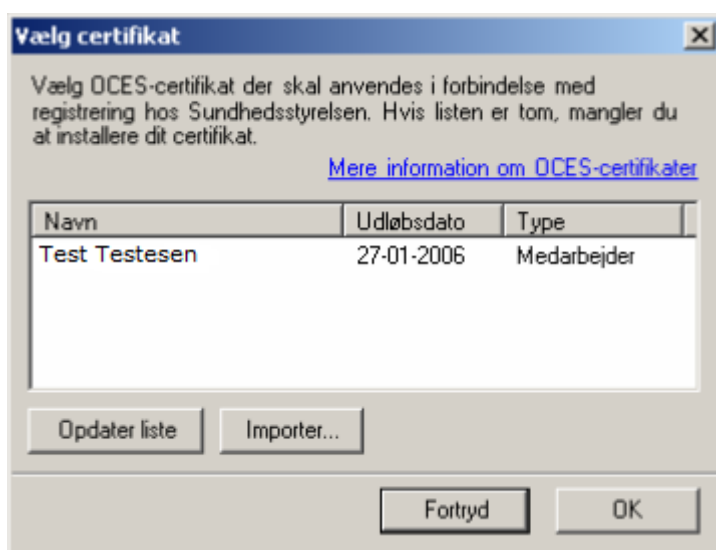 Vælg certifikat
Vælg OCES-certifikat der skal anvendes i forbindelse med
registrering hos Sundhedsstyrelsen. Hvis listen er tom, mangler du
at installere dit certifikat.
Mere information om OCES-certifikater
Navn Udløbsdato Type
Test Testesen 27-01-2006 Medarbejder
Opdater liste Importer...
Fortryd OK